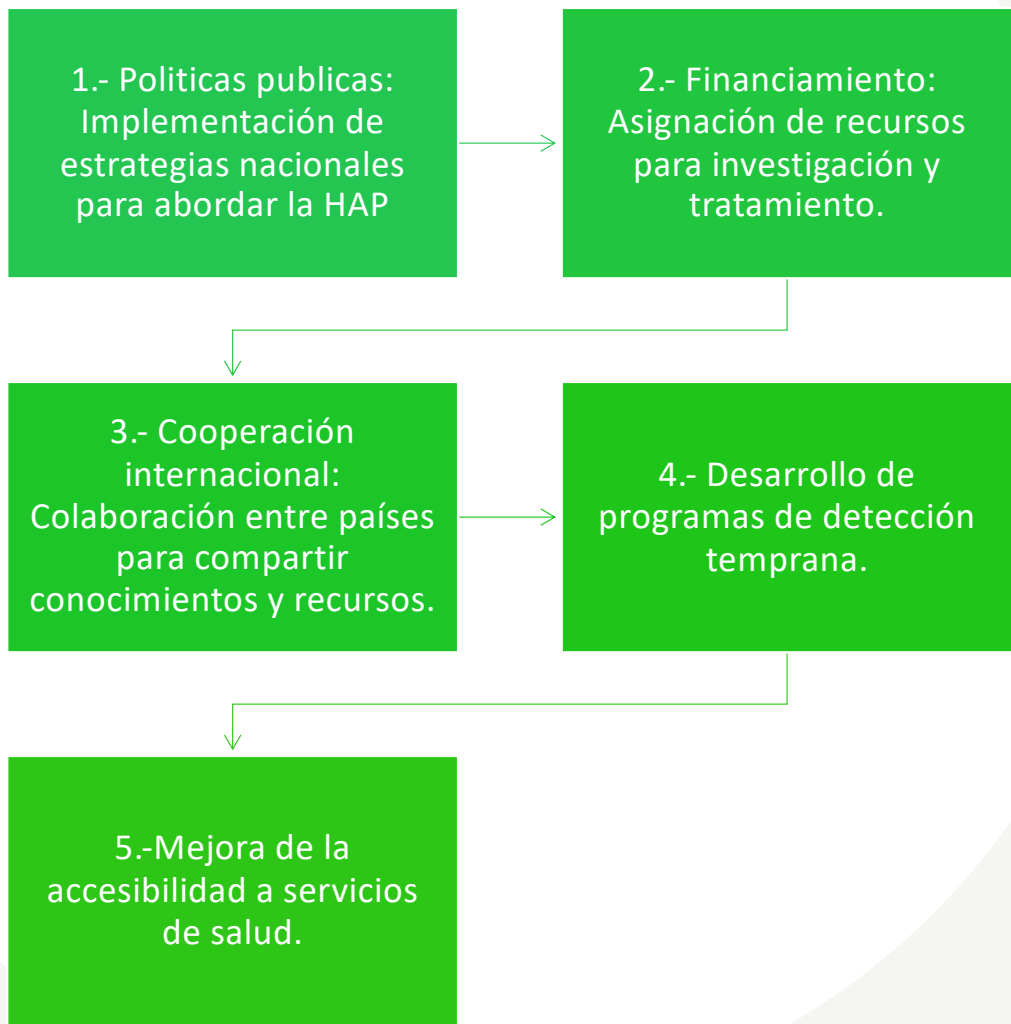 1.- Politicas publicas:
Implementación de
estrategias nacionales
para abordar la HAP
2.- Financiamiento:
Asignación de recursos
para investigación y
tratamiento.
3.- Cooperación
internacional:
Colaboración entre países
para compartir
conocimientos y recursos.
4.- Desarrollo de
programas de detección
temprana.
5.-Mejora de la
accesibilidad a servicios
de salud.